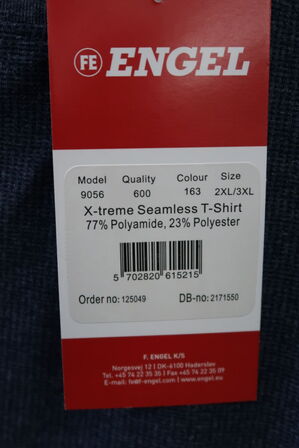 FE ENGEL
Model Quality Colour Size
9056 600 163 2XL/3XL
X-treme Seamless T-Shirt
77% Polyamide, 23% Polyester
5 702820 615215
Order no: 125049 DB-no: 2171550
F. ENGEL K/S
Norgesvej 12 | DK-6100 Haderslev
Tel. +45 74 22 35 35 | Fax +45 74 22 35 09
E-mail: fe@f-engel.com | f-engel.eu